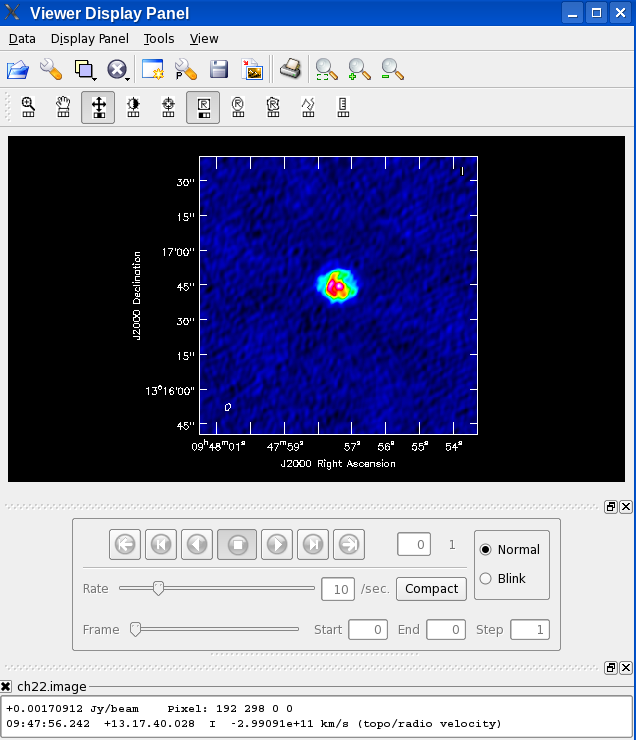 Viewer Display Panel
Data Display Panel Tools View
P
R R R
I
30"
15"
17'00"
45"
30"
15"
13°16'00"
45"
J2000 Declination
09ʰ48ᵐ01ˢ 47ᵐ59ˢ 57ˢ 56ˢ 55ˢ 54ˢ
J2000 Right Ascension
0 1
Normal
Blink
Rate 10 /sec. Compact
Frame Start 0 End 0 Step 1
ch22.image
+0.00170912 Jy/beam Pixel: 192 298 0 0
09:47:56.242 +13.17.40.028 I -2.99091e+11 km/s (topo/radio velocity)